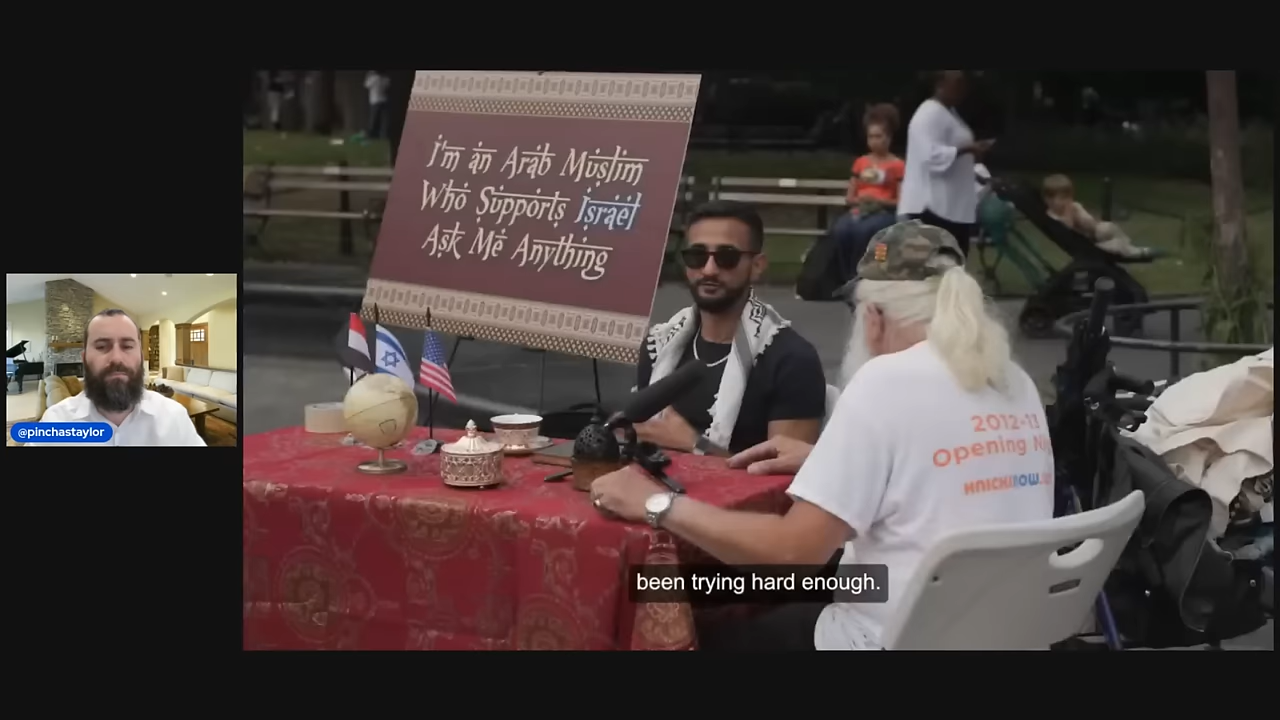 I'm an Arab Muslim
Who Supports Israel
Ask Me Anything
@pinchastaylor
2012-13
Opening
been trying hard enough.